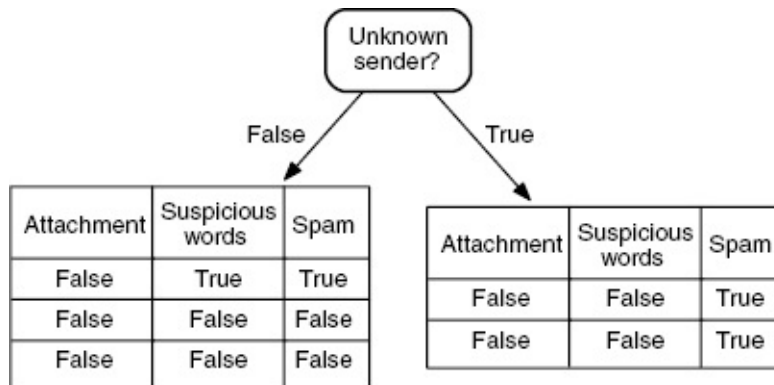 Unknown
sender?
False
True
Attachment Suspicious words Spam
False True True
False False False
False False False
Attachment Suspicious words Spam
False False True
False False True